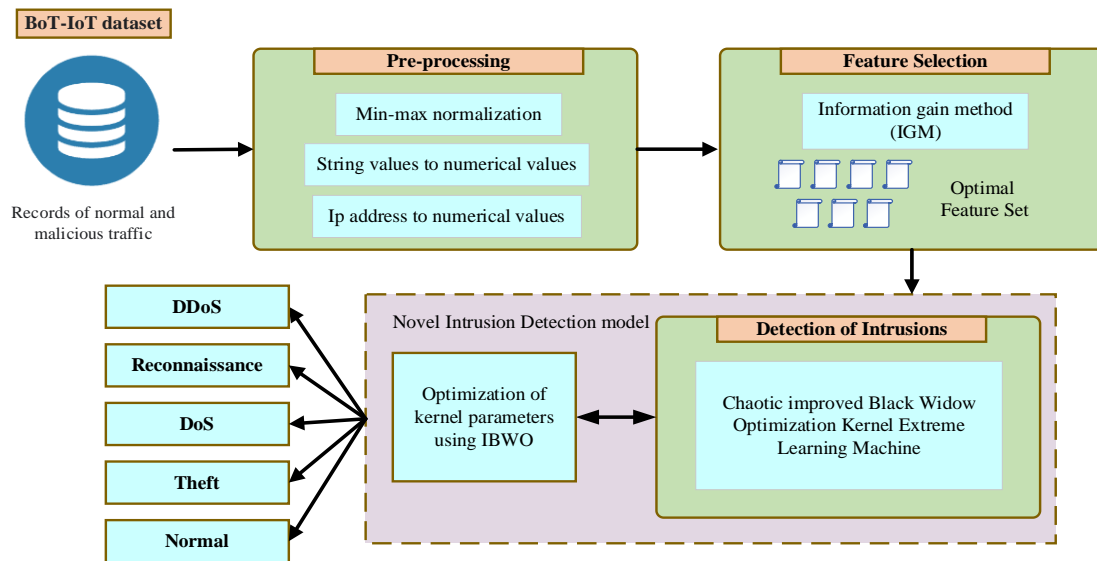 BoT-IoT dataset
Records of normal and
malicious traffic
Pre-processing
Min-max normalization
String values to numerical values
Ip address to numerical values
Feature Selection
Information gain method
(IGM)
Optimal
Feature Set
Novel Intrusion Detection model
Detection of Intrusions
Chaotic improved Black Widow
Optimization Kernel Extreme
Learning Machine
Optimization of
kernel parameters
using IBWO
DDoS
Reconnaissance
DoS
Theft
Normal